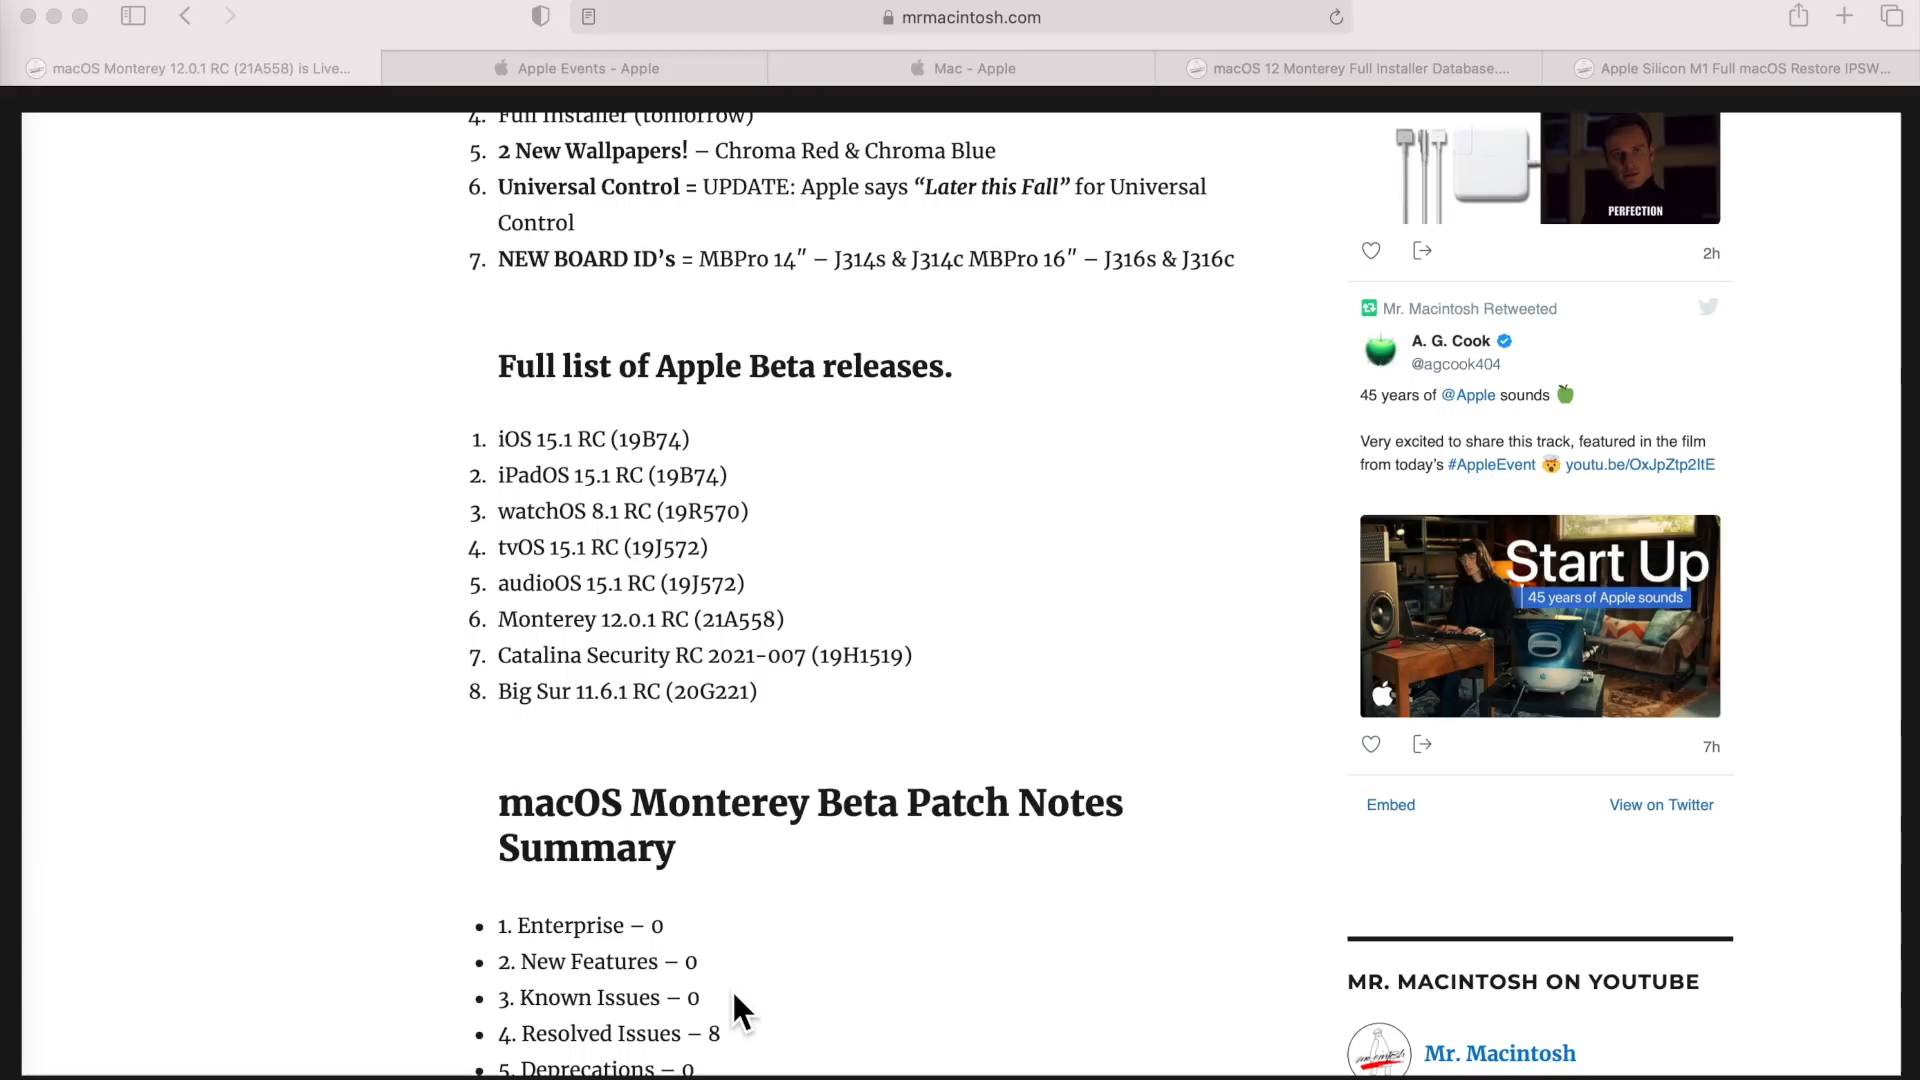 mrmacintosh.com
macOS Monterey 12.0.1 RC (21A558) is Live...
Apple Events - Apple
Mac - Apple
macOS 12 Monterey Full Installer Database....
Apple Silicon M1 Full macOS Restore IPSW...
4. Full Installer (tomorrow)
5. 2 New Wallpapers! – Chroma Red & Chroma Blue
6. Universal Control = UPDATE: Apple says “Later this Fall” for Universal
Control
7. NEW BOARD ID’s = MBPro 14″ – J314s & J314c MBPro 16″ – J316s & J316c
Full list of Apple Beta releases.
1. iOS 15.1 RC (19B74)
2. iPadOS 15.1 RC (19B74)
3. watchOS 8.1 RC (19R570)
4. tvOS 15.1 RC (19J572)
5. audioOS 15.1 RC (19J572)
6. Monterey 12.0.1 RC (21A558)
7. Catalina Security RC 2021-007 (19H1519)
8. Big Sur 11.6.1 RC (20G221)
macOS Monterey Beta Patch Notes
Summary
• 1. Enterprise – 0
• 2. New Features – 0
• 3. Known Issues – 0
• 4. Resolved Issues – 8
• 5. Deprecations – 0
PERFECTION
2h
Mr. Macintosh Retweeted
A. G. Cook
@agcook404
45 years of @Apple sounds 🍏
Very excited to share this track, featured in the film
from today’s #AppleEvent 🤯 youtu.be/OxJpZtp2ItE
Start Up
45 years of Apple sounds
7h
Embed
View on Twitter
MR. MACINTOSH ON YOUTUBE
Mr. Macintosh